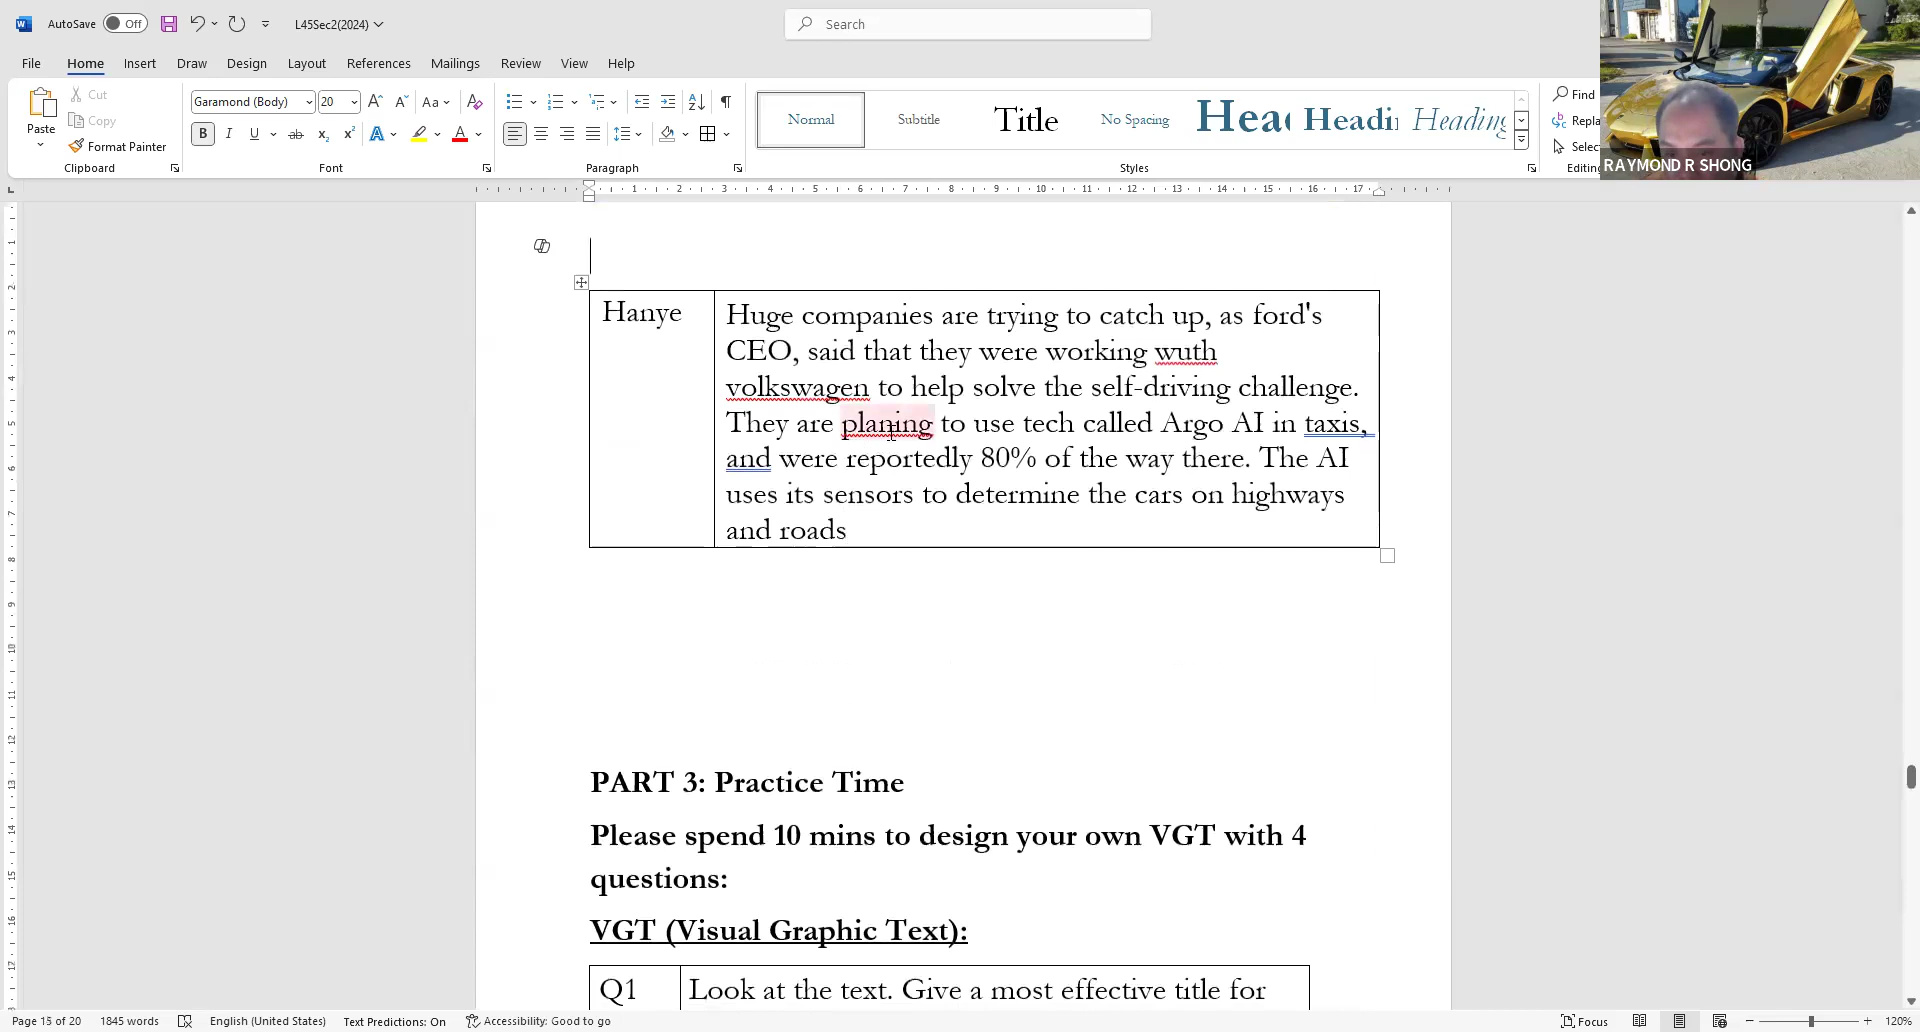 AutoSave Off L45Sec2(2024) Search
File Home Insert Draw Design Layout References Mailings Review View Help
Paste Cut Copy Format Painter
Garamond (Body) 20
Normal Subtitle Title No Spacing Heading
Find
Clipboard Font Paragraph Styles Editing
RAYMOND R SHONG
Hanye
Huge companies are trying to catch up, as ford's
CEO, said that they were working wuth
volkswagen to help solve the self-driving challenge.
They are planing to use tech called Argo AI in taxis,
and were reportedly 80% of the way there. The AI
uses its sensors to determine the cars on highways
and roads
PART 3: Practice Time
Please spend 10 mins to design your own VGT with 4
questions:
VGT (Visual Graphic Text):
Q1 Look at the text. Give a most effective title for
Page 15 of 20 1845 words English (United States) Text Predictions: On Accessibility: Good to go Focus 120%